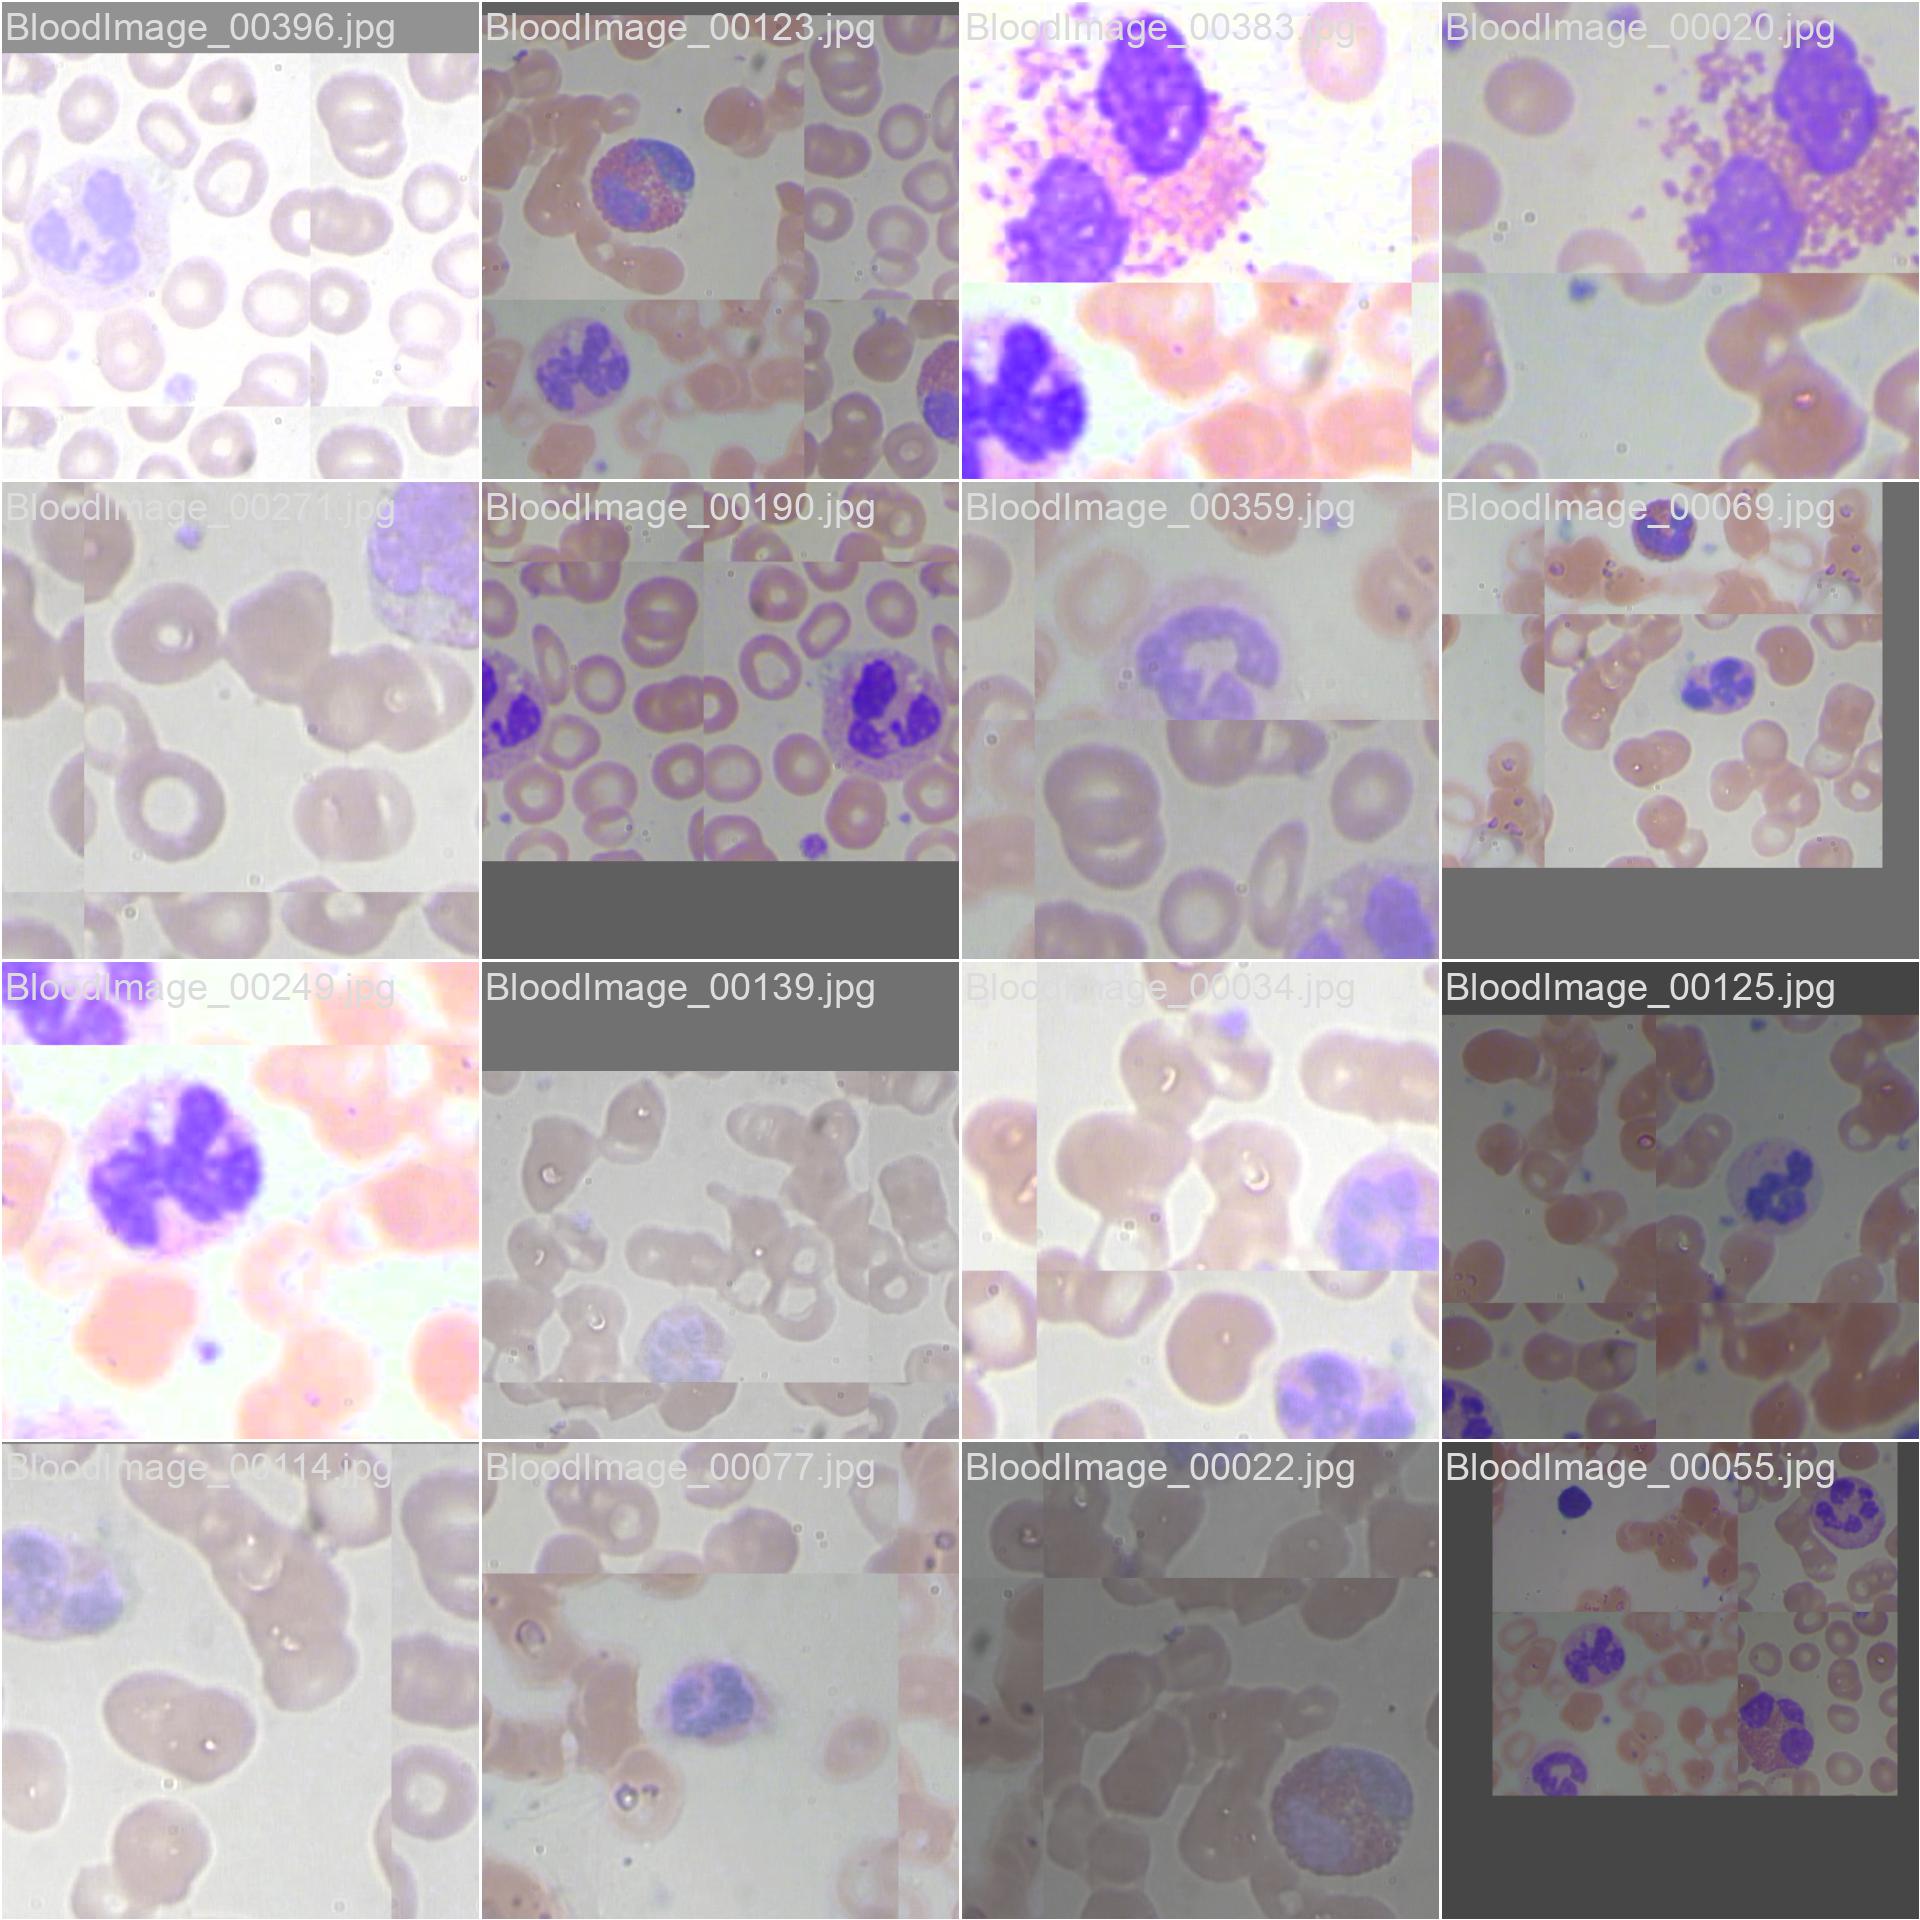 BloodImage_00396.jpg
BloodImage_00123.jpg
BloodImage_00383.jpg
BloodImage_00020.jpg
BloodImage_00271.jpg
BloodImage_00190.jpg
BloodImage_00359.jpg
BloodImage_00069.jpg
BloodImage_00249.jpg
BloodImage_00139.jpg
BloodImage_00034.jpg
BloodImage_00125.jpg
BloodImage_00114.jpg
BloodImage_00077.jpg
BloodImage_00022.jpg
BloodImage_00055.jpg